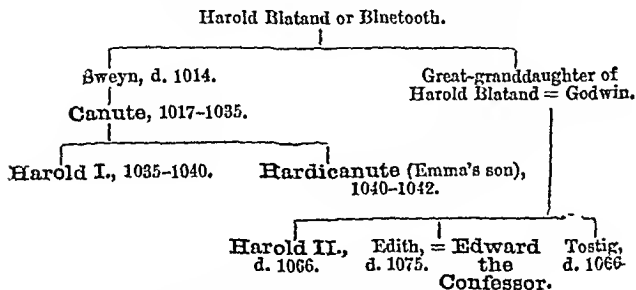 Harold Blatand or Bluetooth.
Sweyn, d. 1014.
Great-granddaughter of
Harold Blatand = Godwin.
Canute, 1017-1035.
Harold I., 1035-1040.
Hardicanute (Emma's son),
1040-1042.
Harold II., Edith, = Edward Tostig,
d. 1066. d. 1075. the d. 1066
Confessor.